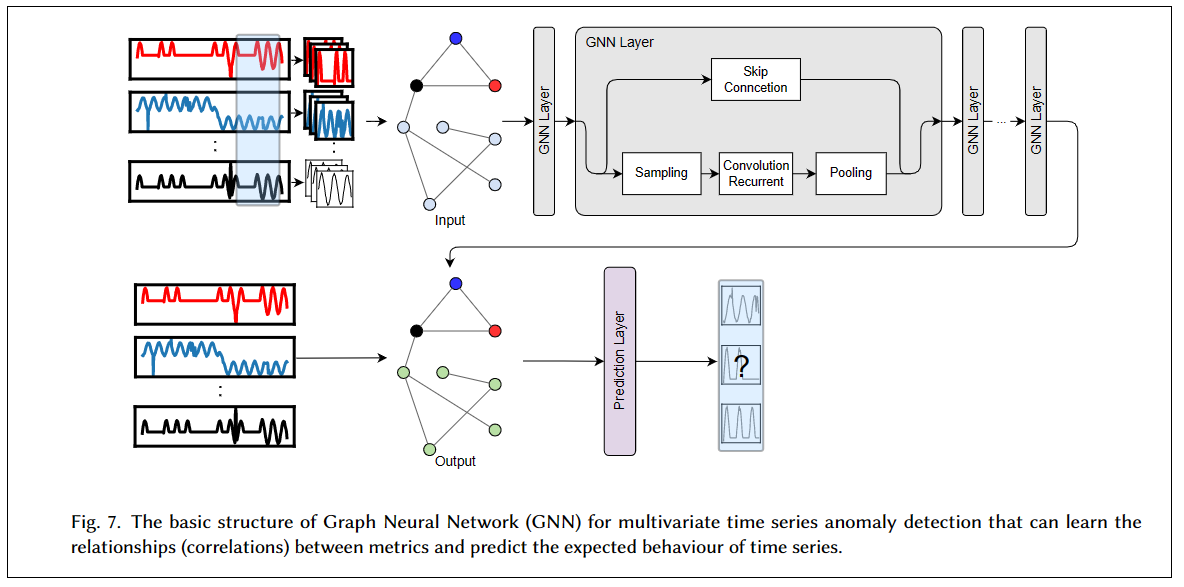 GNN Layer
GNN Layer
Skip
Conncetion
Sampling
Convolution
Recurrent
Pooling
GNN Layer
...
GNN Layer
:
:
Input
:
Prediction Layer
?
Output
Fig. 7. The basic structure of Graph Neural Network (GNN) for multivariate time series anomaly detection that can learn the
relationships (correlations) between metrics and predict the expected behaviour of time series.